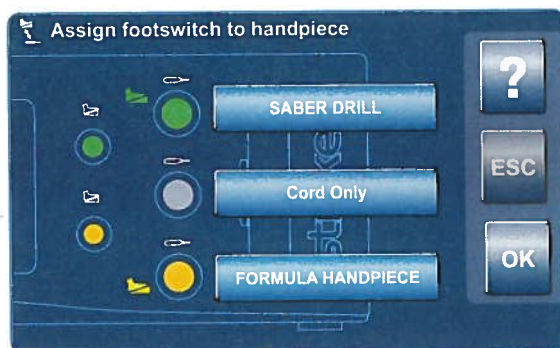 Assign footswitch to handpiece
?
SABER DRILL
ESC
Cord Only
OK
FORMULA HANDPIECE